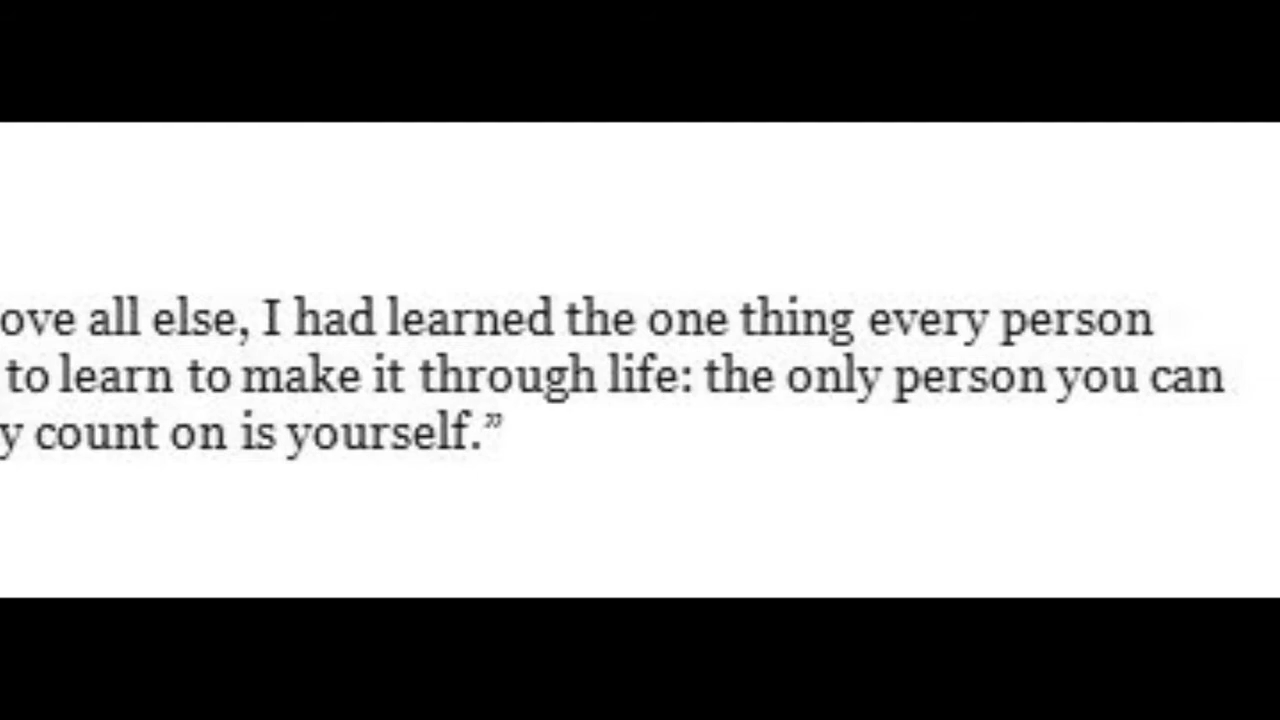 ove all else, I had learned the one thing every person
to learn to make it through life: the only person you can
y count on is yourself.”